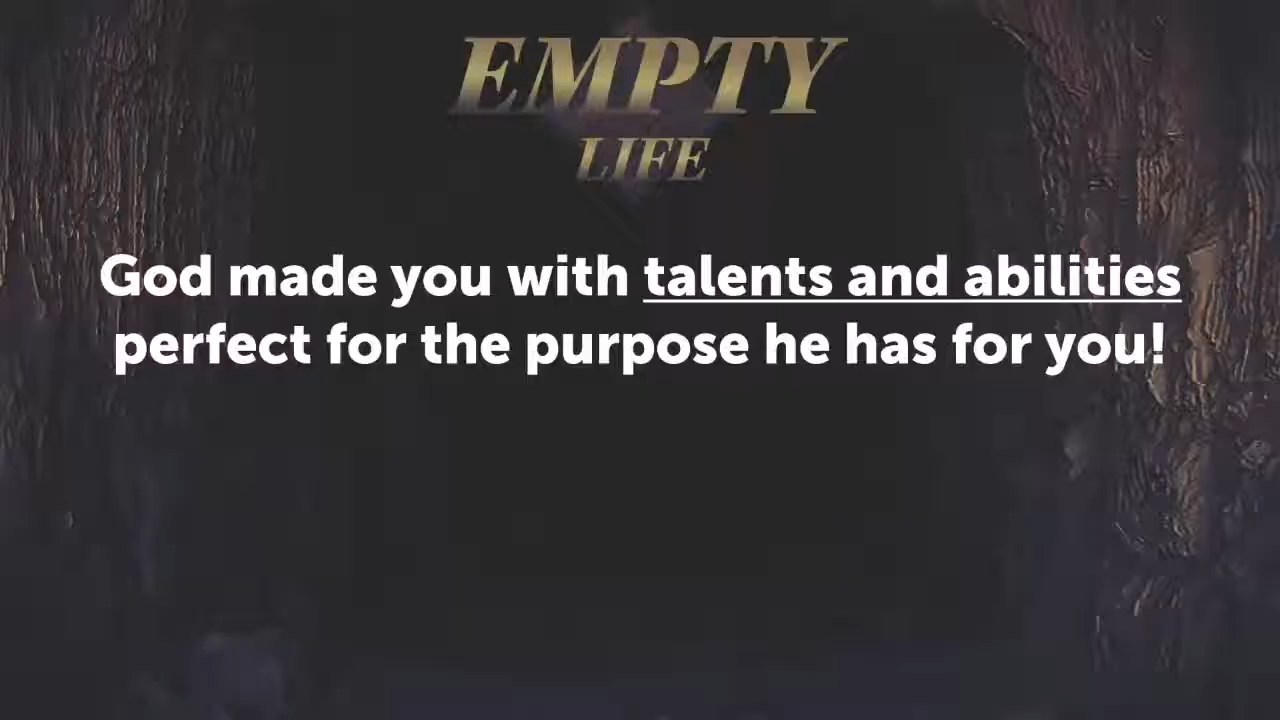 EMPTY
LIFE
God made you with talents and abilities
perfect for the purpose he has for you!